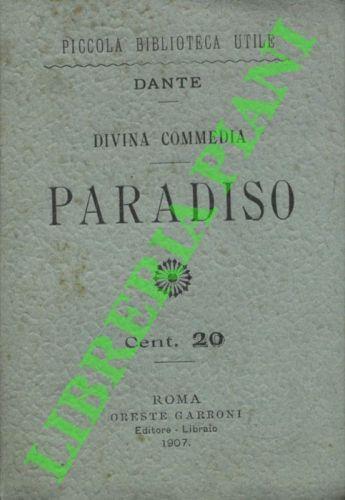 PICCOLA BIBLIOTECA UTILE
DANTE
DIVINA COMMEDIA
PARADISO
Cent. 20
ROMA
ORESTE GARRONI
Editore - Libraio
1907.
LIBRERIA PIANI